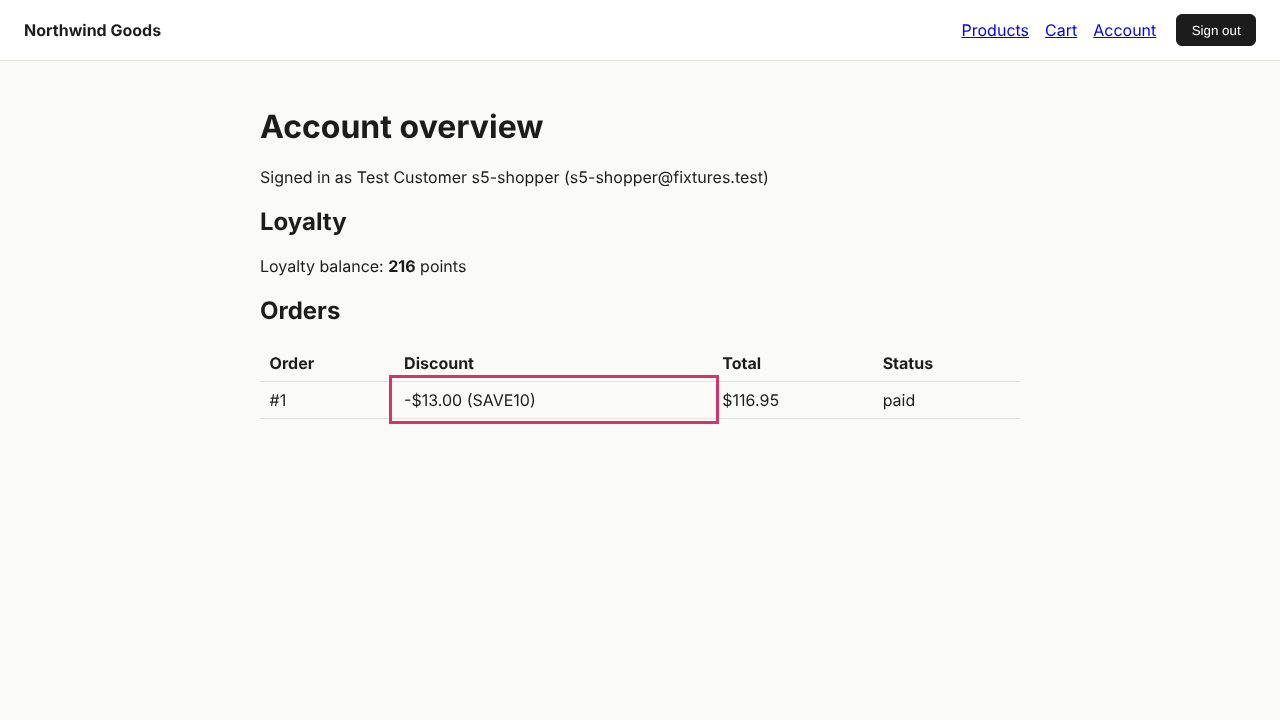 Northwind Goods Products Cart Account Sign out
Account overview
Signed in as Test Customer s5-shopper (s5-shopper@fixtures.test)
Loyalty
Loyalty balance: 216 points
Orders
Order Discount Total Status
#1 -$13.00 (SAVE10) $116.95 paid